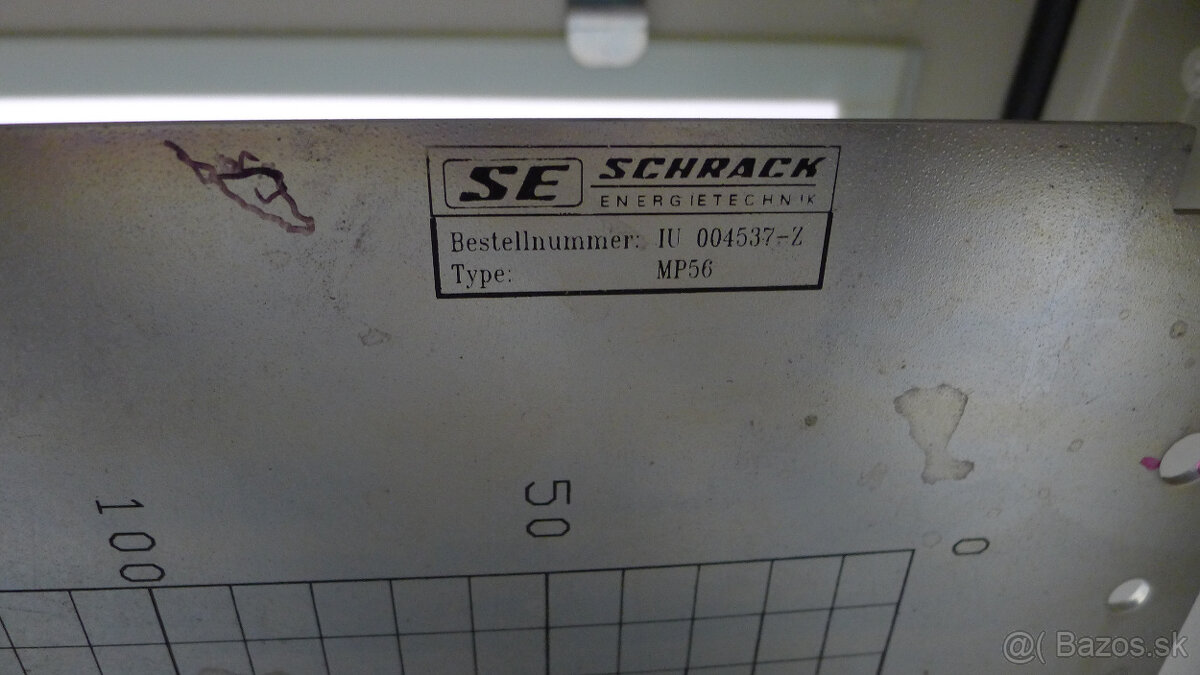 SE SCHRACK
ENERGIETECHNIK
Bestellnummer: IU 004537-Z
Type: MP56
100
50
0
@( Bazos.sk